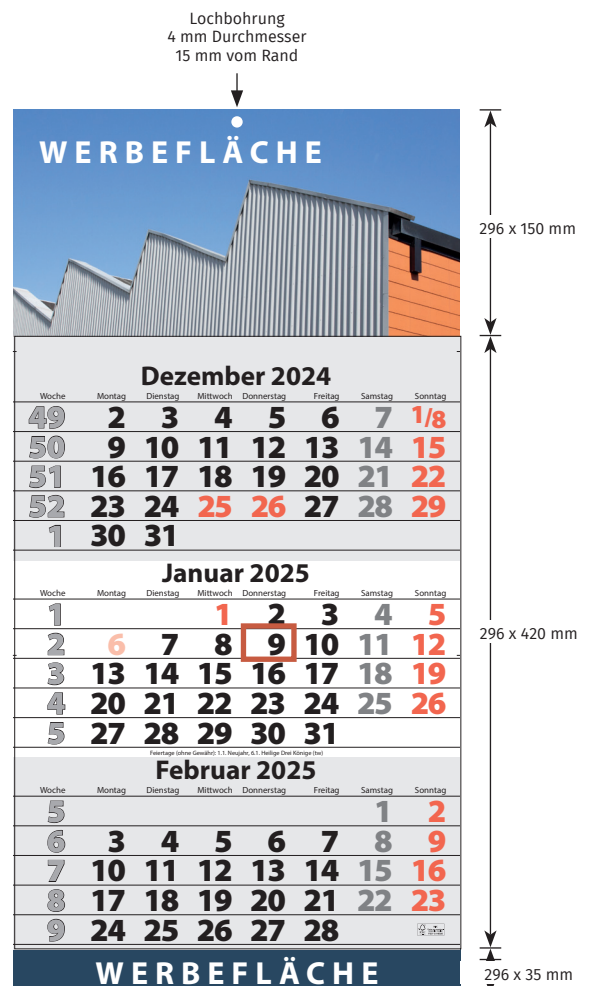 Lochbohrung
4 mm Durchmesser
15 mm vom Rand
WERBEFLÄCHE
296 x 150 mm
Dezember 2024
Woche Montag Dienstag Mittwoch Donnerstag Freitag Samstag Sonntag
49 2 3 4 5 6 7 1/8
50 9 10 11 12 13 14 15
51 16 17 18 19 20 21 22
52 23 24 25 26 27 28 29
1 30 31
Januar 2025
Woche Montag Dienstag Mittwoch Donnerstag Freitag Samstag Sonntag
1 1 2 3 4 5
2 6 7 8 9 10 11 12
3 13 14 15 16 17 18 19
4 20 21 22 23 24 25 26
5 27 28 29 30 31
Feiertage (ohne Gewähr): 1.1. Neujahr, 6.1. Heilige Drei Könige (tw)
296 x 420 mm
Februar 2025
Woche Montag Dienstag Mittwoch Donnerstag Freitag Samstag Sonntag
5 1 2
6 3 4 5 6 7 8 9
7 10 11 12 13 14 15 16
8 17 18 19 20 21 22 23
9 24 25 26 27 28
WERBEFLÄCHE
296 x 35 mm